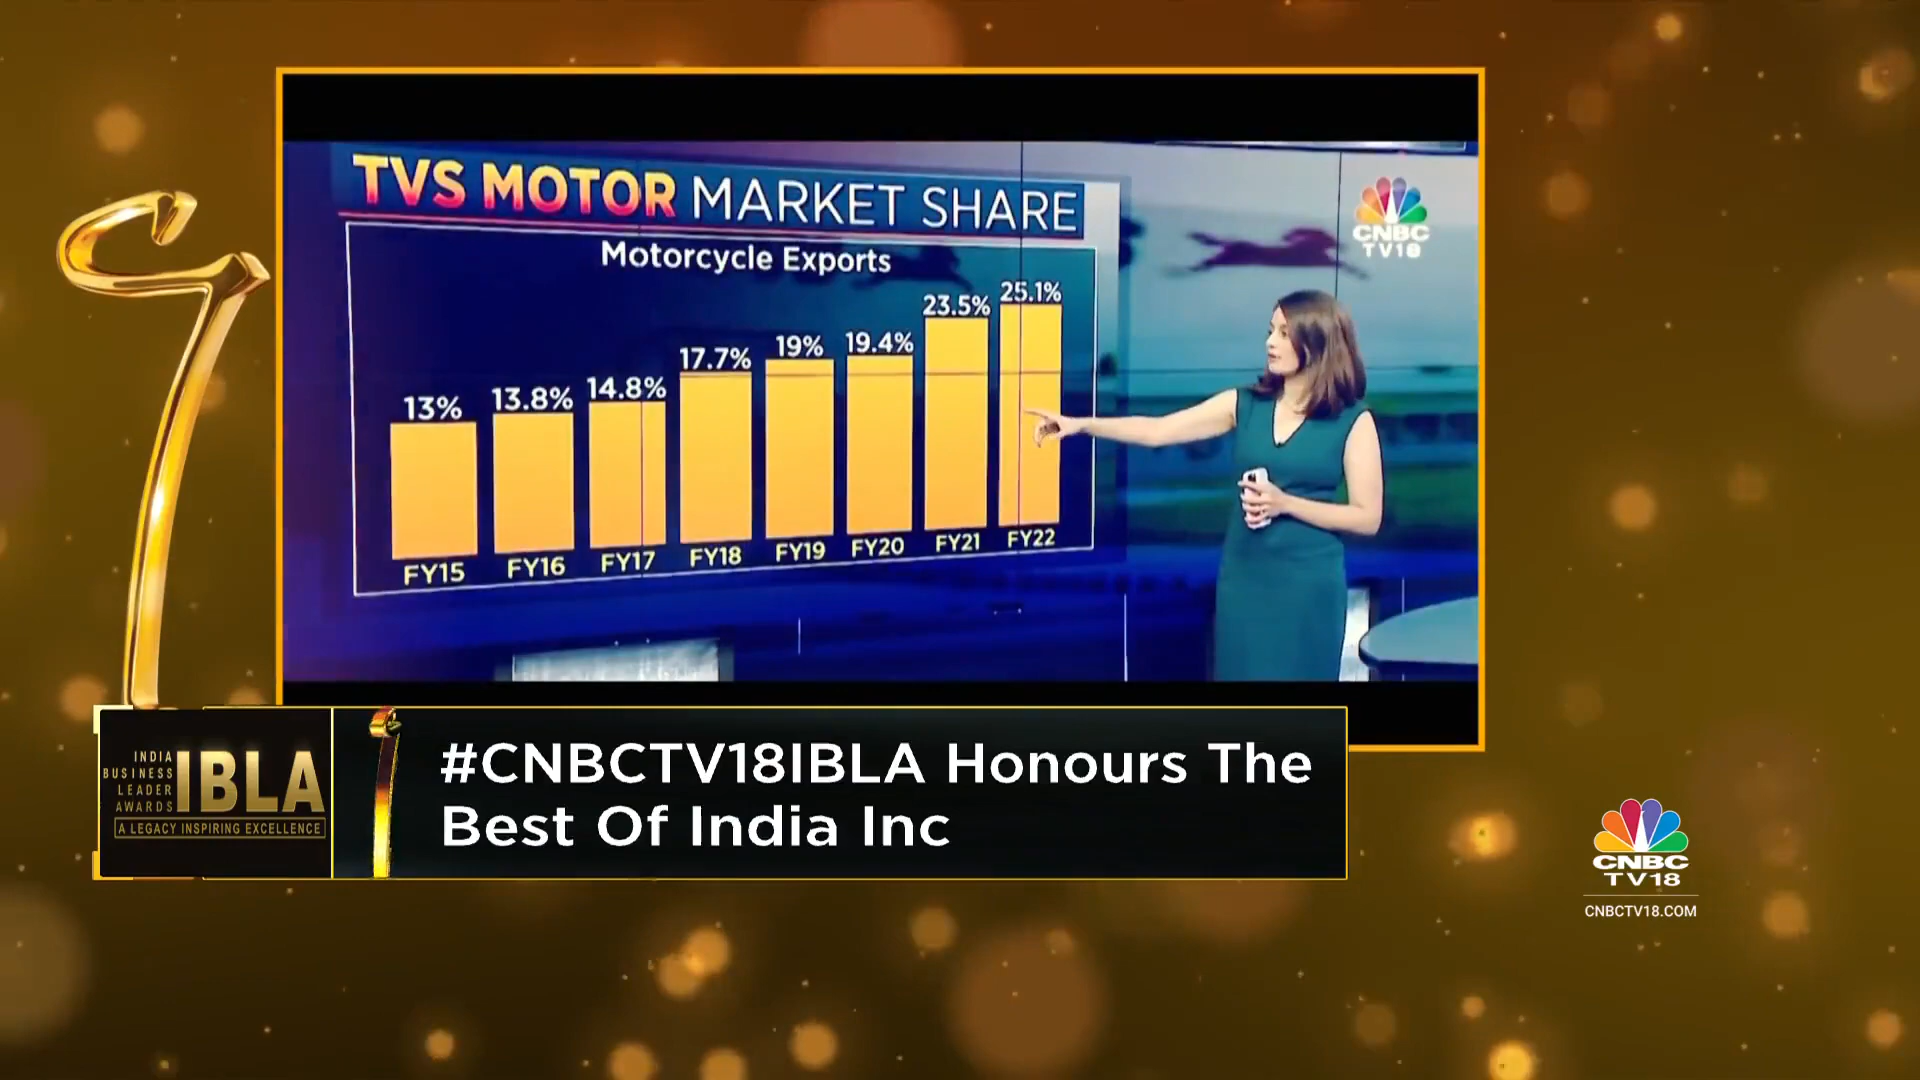 TVS MOTOR MARKET SHARE
Motorcycle Exports
13% 13.8% 14.8% 17.7% 19% 19.4% 23.5% 25.1%
FY15 FY16 FY17 FY18 FY19 FY20 FY21 FY22
CNBC
TV18
INDIA
BUSINESS
LEADER
AWARDS
IBLA
A LEGACY INSPIRING EXCELLENCE
#CNBCTV18IBLA Honours The
Best Of India Inc
CNBC
TV18
CNBCTV18.COM